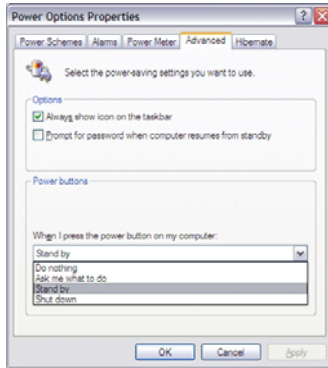 Power Options Properties
Power Schemes Alarms Power Meter Advanced Hibernate
Select the power-saving settings you want to use.
Options
Always show icon on the taskbar
Prompt for password when computer resumes from standby
Power buttons
When I press the power button on my computer:
Stand by
Do nothing
Ask me what to do
Stand by
Shut down
OK Cancel Apply